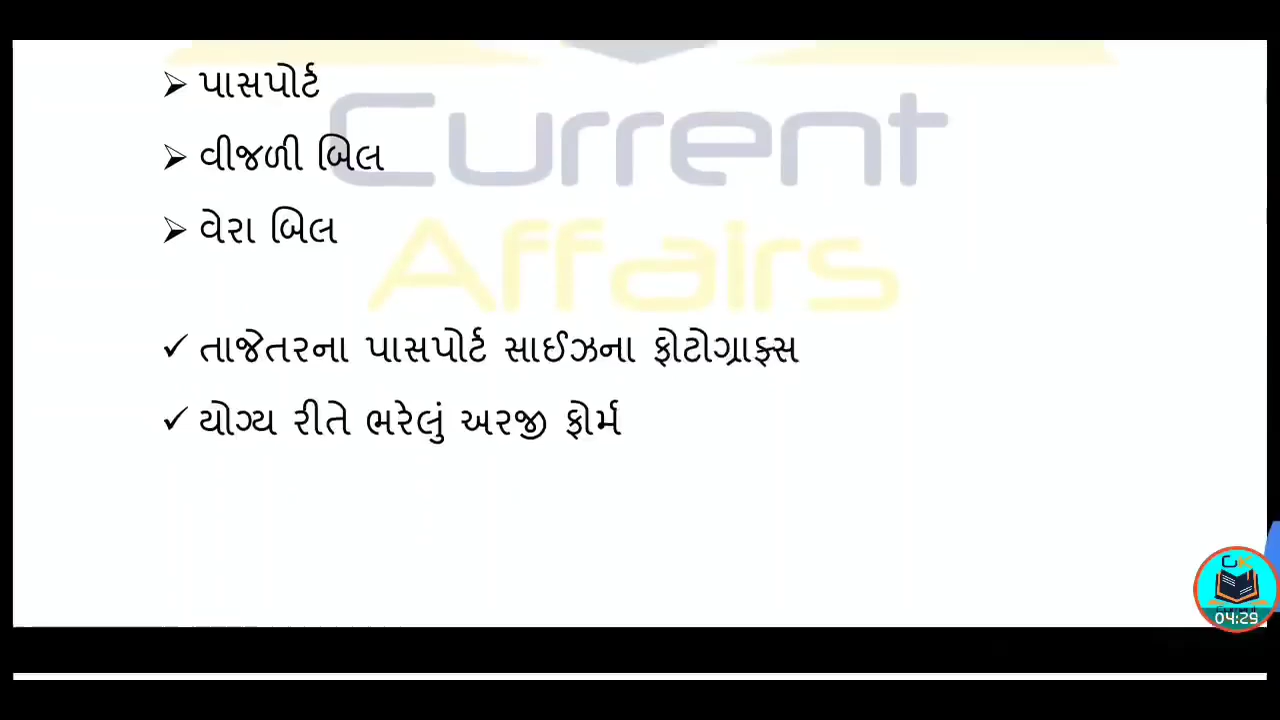 ➢ પાસપોર્ટ
Current
➢ વીજળી બિલ
➢ વેરા બિલ
Affairs
✓ તાજેતરના પાસપોર્ટ સાઈઝના ફોટોગ્રાફ્સ
✓ યોગ્ય રીતે ભરેલું અરજી ફોર્મ
04:29